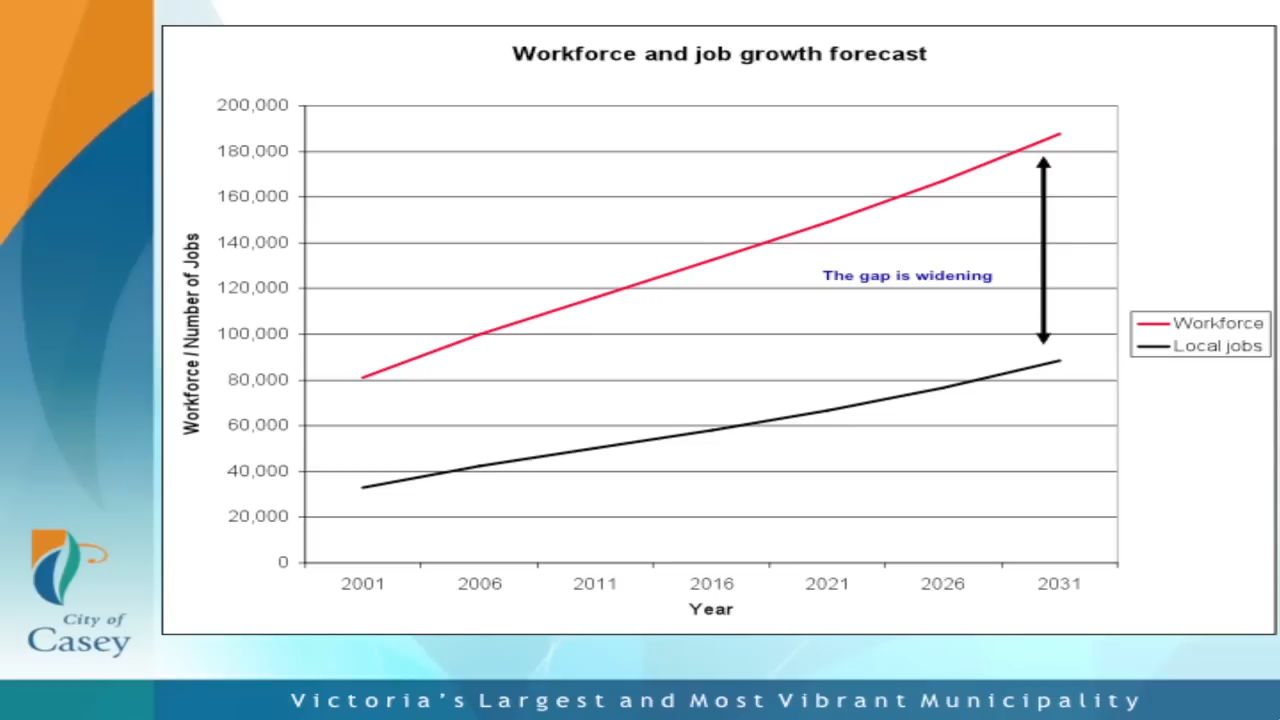 Workforce and job growth forecast
200,000
180,000
160,000
140,000
120,000
100,000
80,000
60,000
40,000
20,000
0
Workforce / Number of Jobs
The gap is widening
Workforce
Local jobs
2001 2006 2011 2016 2021 2026 2031
Year
City of
Casey
Victoria's Largest and Most Vibrant Municipality